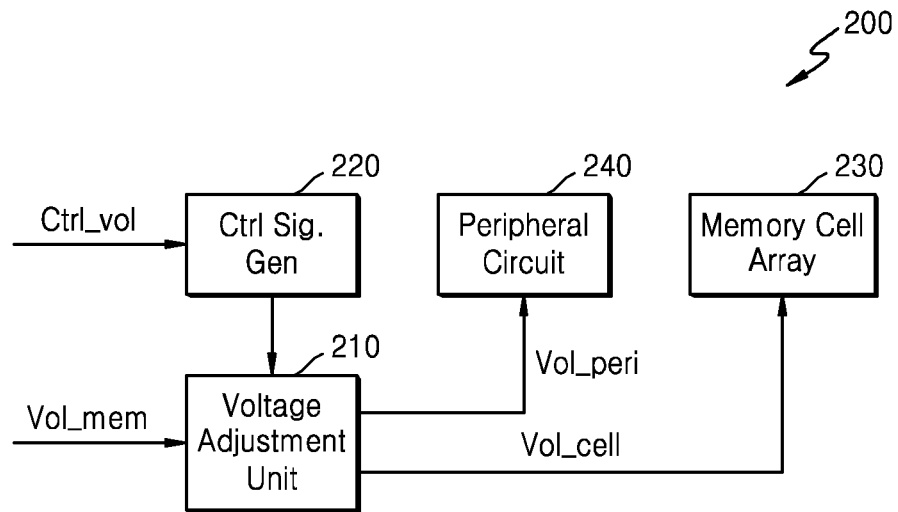 200
220
240
230
Ctrl_vol
Ctrl Sig.
Gen
Peripheral
Circuit
Memory Cell
Array
210
Vol_peri
Vol_mem
Voltage
Adjustment
Unit
Vol_cell